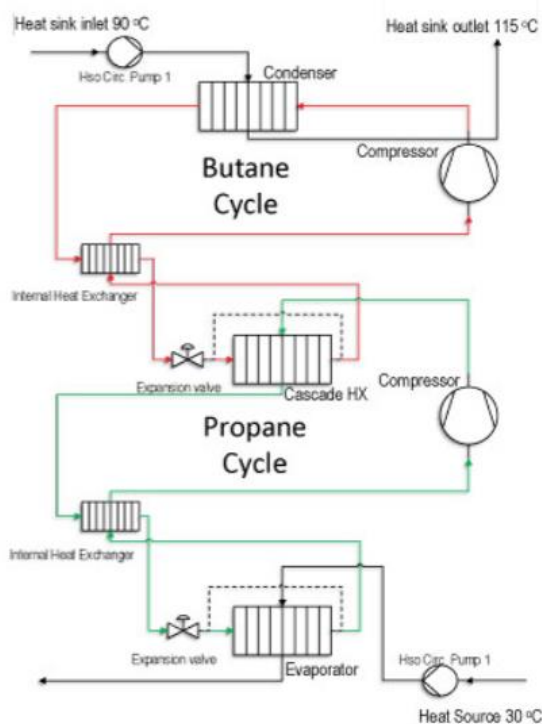 Heat sink inlet 90 °C
Heat sink outlet 115 °C
Hso Circ. Pump 1
Condenser
Compressor
Butane
Cycle
Internal Heat Exchanger
Expansion valve
Cascade HX
Compressor
Propane
Cycle
Internal Heat Exchanger
Expansion valve
Evaporator
Hso Circ. Pump 1
Heat Source 30 °C